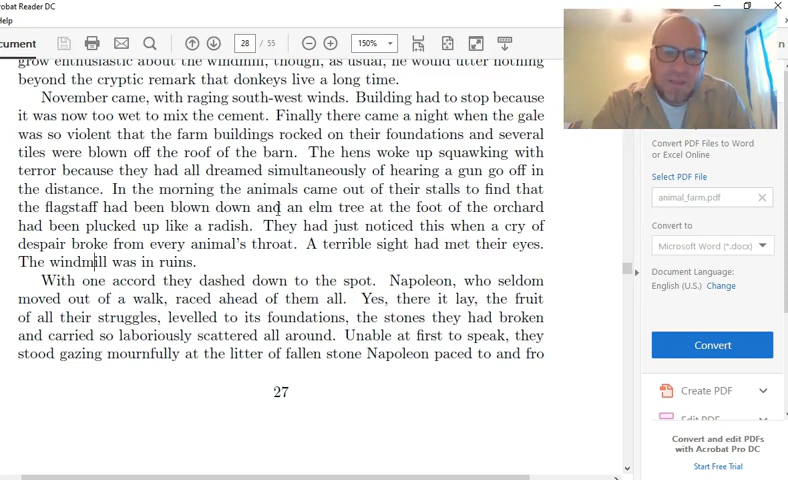 crobat Reader DC
Help
ocument
28 / 55
150%
grow enthusiastic about the windmill, though, as usual, he would utter nothing
beyond the cryptic remark that donkeys live a long time.
November came, with raging south-west winds. Building had to stop because
it was now too wet to mix the cement. Finally there came a night when the gale
was so violent that the farm buildings rocked on their foundations and several
tiles were blown off the roof of the barn. The hens woke up squawking with
terror because they had all dreamed simultaneously of hearing a gun go off in
the distance. In the morning the animals came out of their stalls to find that
the flagstaff had been blown down and an elm tree at the foot of the orchard
had been plucked up like a radish. They had just noticed this when a cry of
despair broke from every animal's throat. A terrible sight had met their eyes.
The windmill was in ruins.
With one accord they dashed down to the spot. Napoleon, who seldom
moved out of a walk, raced ahead of them all. Yes, there it lay, the fruit
of all their struggles, levelled to its foundations, the stones they had broken
and carried so laboriously scattered all around. Unable at first to speak, they
stood gazing mournfully at the litter of fallen stone Napoleon paced to and fro
27
Convert PDF Files to Word
or Excel Online
Select PDF File
animal_farm.pdf
Convert to
Microsoft Word (*.docx)
Document Language:
English (U.S.) Change
Convert
Create PDF
Edit PDF
Convert and edit PDFs
with Acrobat Pro DC
Start Free Trial